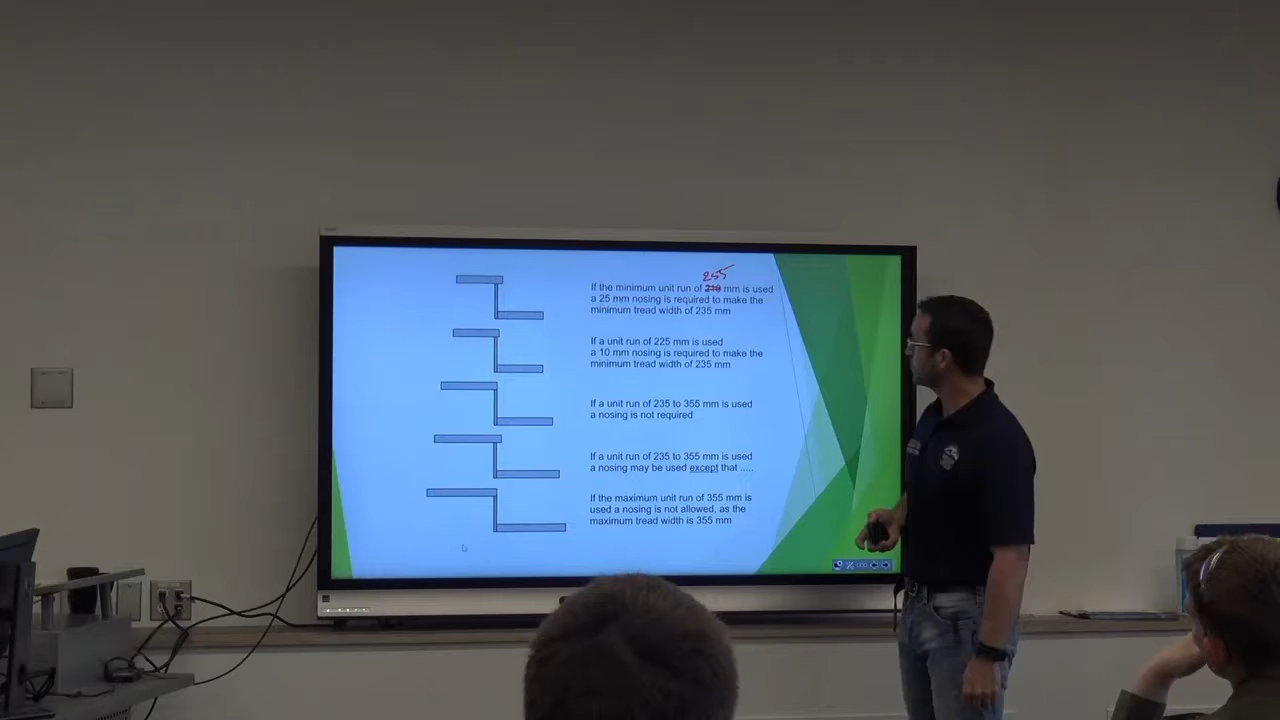 255
If the minimum unit run of 210 mm is used
a 25 mm nosing is required to make the
minimum tread width of 235 mm
If a unit run of 225 mm is used
a 10 mm nosing is required to make the
minimum tread width of 235 mm
If a unit run of 235 to 355 mm is used
a nosing is not required
If a unit run of 235 to 355 mm is used
a nosing may be used except that .....
If the maximum unit run of 355 mm is
used a nosing is not allowed, as the
maximum tread width is 355 mm